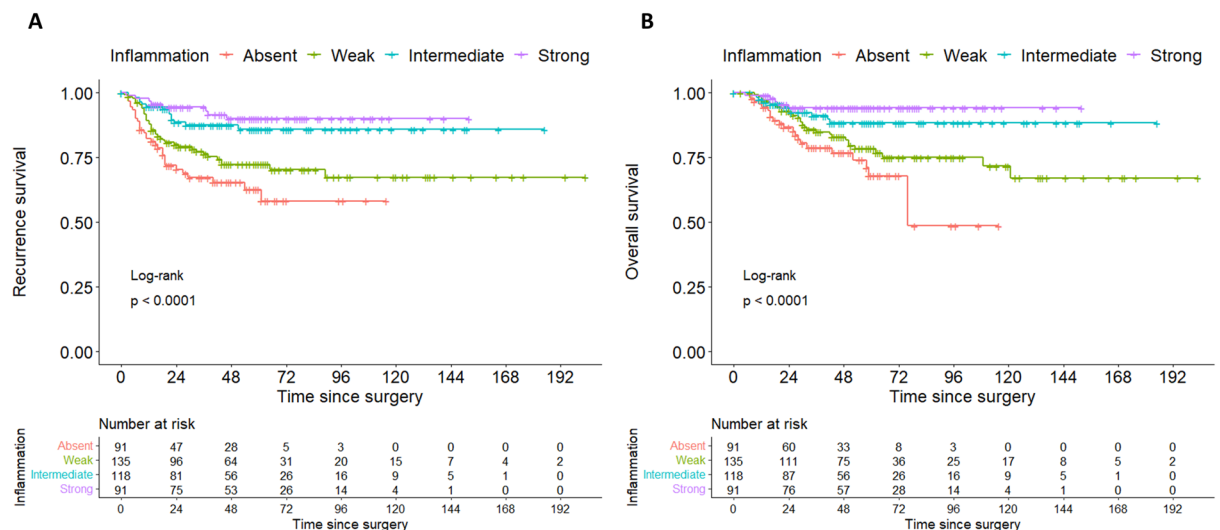 A
Inflammation Absent Weak Intermediate Strong
1.00
0.75
0.50
0.25
0.00
Recurrence survival
Log-rank
p < 0.0001
0 24 48 72 96 120 144 168 192
Time since surgery
Number at risk
Inflammation
Absent 91 47 28 5 3 0 0 0 0
Weak 135 96 64 31 20 15 7 4 2
Intermediate 118 81 56 26 16 9 5 1 0
Strong 91 75 53 26 14 4 1 0 0
0 24 48 72 96 120 144 168 192
Time since surgery
B
Inflammation Absent Weak Intermediate Strong
1.00
0.75
0.50
0.25
0.00
Overall survival
Log-rank
p < 0.0001
0 24 48 72 96 120 144 168 192
Time since surgery
Number at risk
Inflammation
Absent 91 60 33 8 3 0 0 0 0
Weak 135 111 75 36 25 17 8 5 2
Intermediate 118 87 56 26 16 9 5 1 0
Strong 91 76 57 28 14 4 1 0 0
0 24 48 72 96 120 144 168 192
Time since surgery